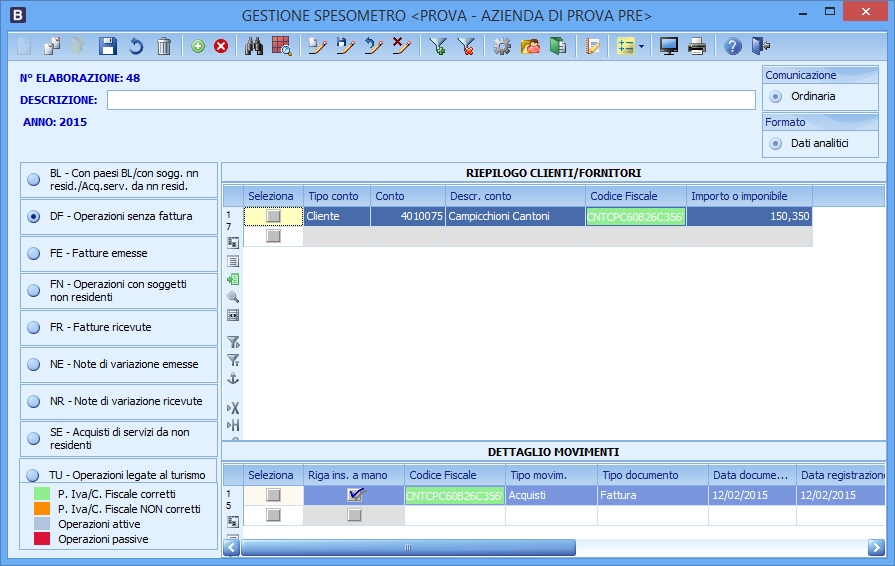 B
GESTIONE SPESOMETRO <PROVA - AZIENDA DI PROVA PRE>
N° ELABORAZIONE: 48
DESCRIZIONE:
ANNO: 2015
Comunicazione
Ordinaria
Formato
Dati analitici
BL - Con paesi BL/con sogg. nn
resid./Acq.serv. da nn resid.
DF - Operazioni senza fattura
FE - Fatture emesse
FN - Operazioni con soggetti
non residenti
FR - Fatture ricevute
NE - Note di variazione emesse
NR - Note di variazione ricevute
SE - Acquisti di servizi da non
residenti
TU - Operazioni legate al turismo
P. Iva/C. Fiscale corretti
P. Iva/C. Fiscale NON corretti
Operazioni attive
Operazioni passive
RIEPILOGO CLIENTI/FORNITORI
Seleziona Tipo conto Conto Descr. conto Codice Fiscale Importo o imponibile
1 Cliente 4010075 Campicchioni Cantoni CNTCPC60B26C356 150,350
7
DETTAGLIO MOVIMENTI
Seleziona Riga ins. a mano Codice Fiscale Tipo movim. Tipo documento Data docume... Data registrazione
1 CNTCPC60B26C356 Acquisti Fattura 12/02/2015 12/02/2015
5